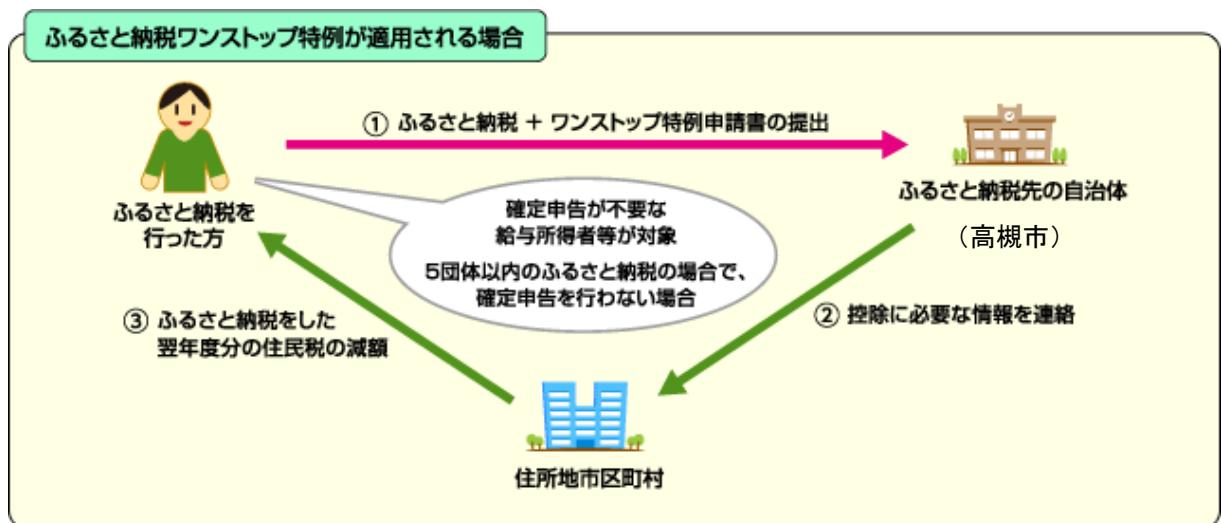 ふるさと納税ワンストップ特例が適用される場合
① ふるさと納税 + ワンストップ特例申請書の提出
ふるさと納税を
行った方
ふるさと納税先の自治体
（高槻市）
確定申告が不要な
給与所得者等が対象
5団体以内のふるさと納税の場合で、
確定申告を行わない場合
② 控除に必要な情報を連絡
③ ふるさと納税をした
翌年度分の住民税の減額
住所地市区町村